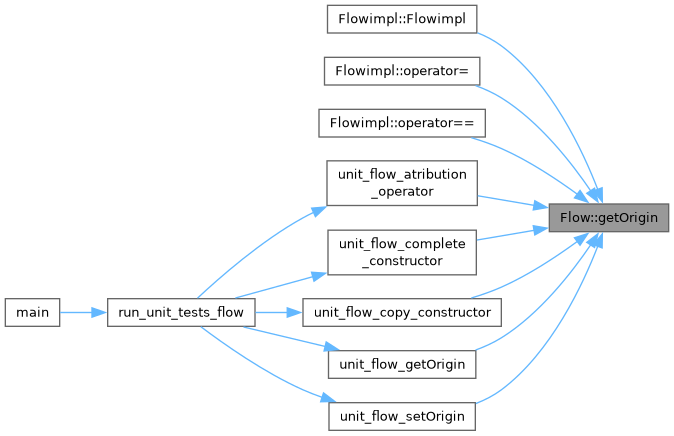 Flowimpl::Flowimpl
Flowimpl::operator=
Flowimpl::operator==
unit_flow_atribution
_operator
Flow::getOrigin
unit_flow_complete
_constructor
main
run_unit_tests_flow
unit_flow_copy_constructor
unit_flow_getOrigin
unit_flow_setOrigin